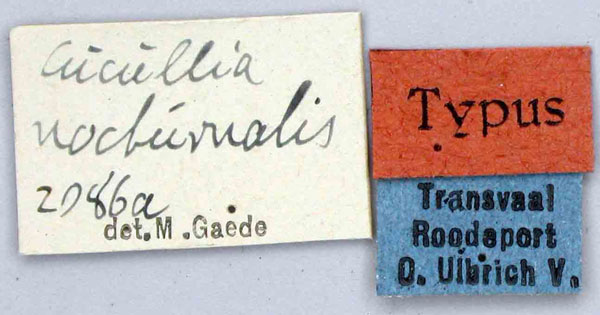 Cucullia
nocturnalis
2086a
det. M. Gaede
Typus
Transvaal
Roodeport
O. Ulbrich V.